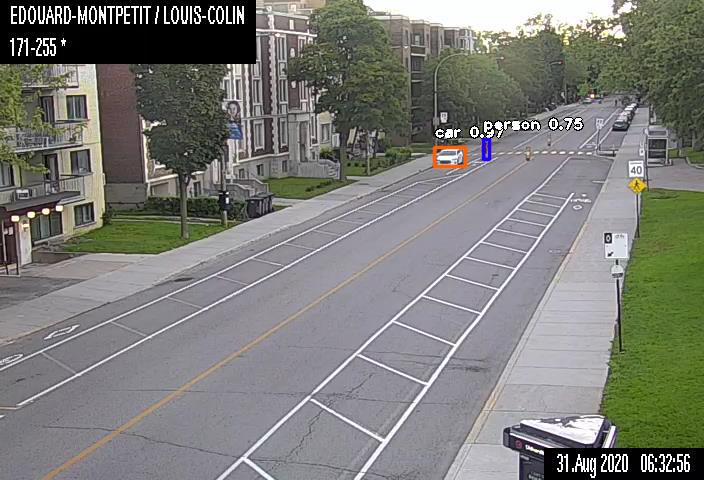 EDOUARD-MONTPETIT / LOUIS-COLIN
171-255 *
car 0.97
person 0.75
40
31.Aug 2020 06:32:56